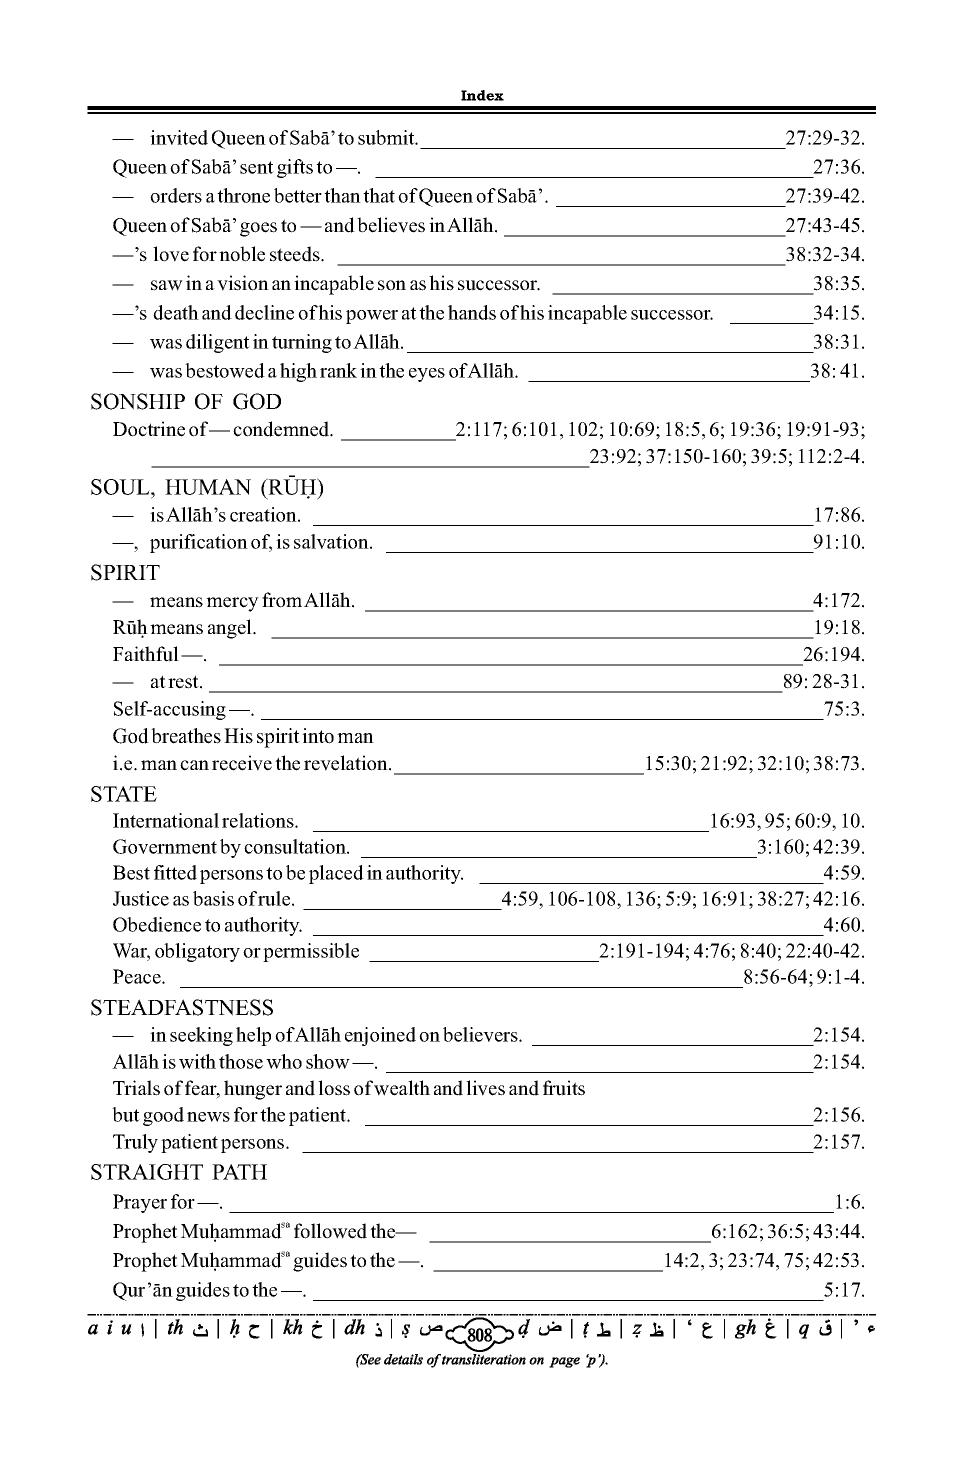 Index
— invited Queen of Sabā’ to submit. 27:29-32.
Queen of Sabā’ sent gifts to —. 27:36.
— orders a throne better than that of Queen of Sabā’. 27:39-42.
Queen of Sabā’ goes to — and believes in Allāh. 27:43-45.
—’s love for noble steeds. 38:32-34.
— saw in a vision an incapable son as his successor. 38:35.
—’s death and decline of his power at the hands of his incapable successor. 34:15.
— was diligent in turning to Allāh. 38:31.
— was bestowed a high rank in the eyes of Allāh. 38: 41.
SONSHIP OF GOD
Doctrine of — condemned. 2:117; 6:101, 102; 10:69; 18:5, 6; 19:36; 19:91-93;
23:92; 37:150-160; 39:5; 112:2-4.
SOUL, HUMAN (RŪḤ)
— is Allāh’s creation. 17:86.
—, purification of, is salvation. 91:10.
SPIRIT
— means mercy from Allāh. 4:172.
Rūḥ means angel. 19:18.
Faithful —. 26:194.
— at rest. 89: 28-31.
Self-accusing —. 75:3.
God breathes His spirit into man
i.e. man can receive the revelation. 15:30; 21:92; 32:10; 38:73.
STATE
International relations. 16:93, 95; 60:9, 10.
Government by consultation. 3:160; 42:39.
Best fitted persons to be placed in authority. 4:59.
Justice as basis of rule. 4:59, 106-108, 136; 5:9; 16:91; 38:27; 42:16.
Obedience to authority. 4:60.
War, obligatory or permissible 2:191-194; 4:76; 8:40; 22:40-42.
Peace. 8:56-64; 9:1-4.
STEADFASTNESS
— in seeking help of Allāh enjoined on believers. 2:154.
Allāh is with those who show —. 2:154.
Trials of fear, hunger and loss of wealth and lives and fruits
but good news for the patient. 2:156.
Truly patient persons. 2:157.
STRAIGHT PATH
Prayer for —. 1:6.
Prophet Muḥammadsa followed the— 6:162; 36:5; 43:44.
Prophet Muḥammadsa guides to the —. 14:2, 3; 23:74, 75; 42:53.
Qur’ān guides to the —. 5:17.
a i u ا | th ث | ḥ ح | kh خ | dh ذ | ṣ ص 808 ḍ ض | ṭ ط | ẓ ظ | ‘ ع | gh غ | q ق | ’ ء
(See details of transliteration on page ‘p’).